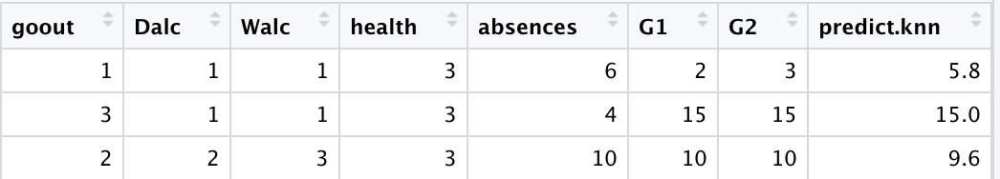 goout Dalc Walc health absences G1 G2 predict.knn
1 1 1 3 6 2 3 5.8
3 1 1 3 4 15 15 15.0
2 2 3 3 10 10 10 9.6